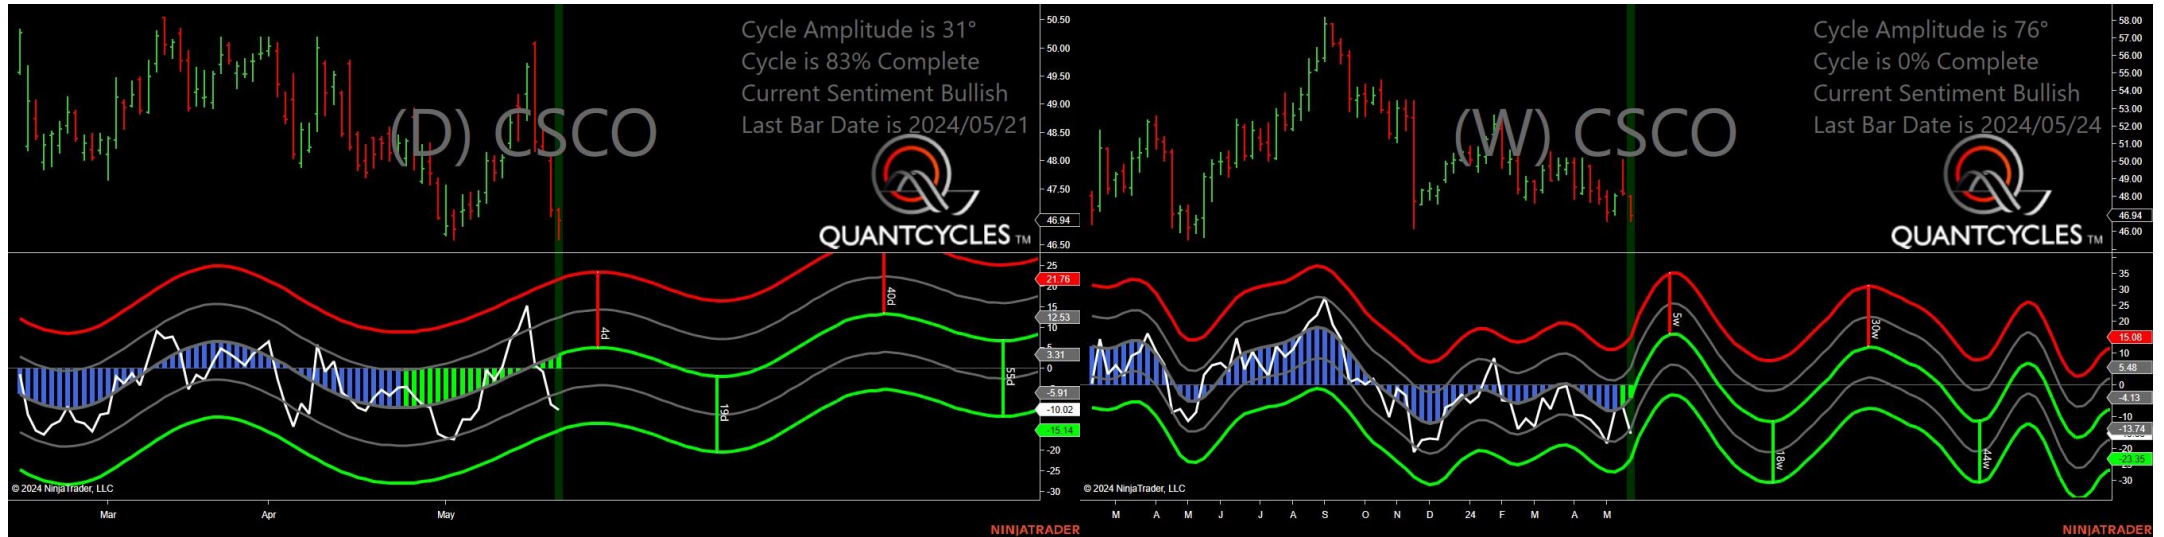 Cycle Amplitude is 31°
Cycle is 83% Complete
Current Sentiment Bullish
Last Bar Date is 2024/05/21
(D) CSCO
QUANTCYCLES TM
50.50
50.00
49.50
49.00
48.50
48.00
47.50
46.94
46.50
25
21.76
20
15
12.53
10
5
3.31
0
-5.91
-10.02
-15.14
-20
-25
-30
4d
19d
40d
55d
© 2024 NinjaTrader, LLC
Mar
Apr
May
NINJATRADER
Cycle Amplitude is 76°
Cycle is 0% Complete
Current Sentiment Bullish
Last Bar Date is 2024/05/24
(W) CSCO
QUANTCYCLES TM
58.00
57.00
56.00
55.00
54.00
53.00
52.00
51.00
50.00
49.00
48.00
46.94
46.00
35
30
25
20
15.08
10
5.48
0
-4.13
-10
-13.74
-20
-23.35
-30
5w
18w
30w
44w
© 2024 NinjaTrader, LLC
M
A
M
J
J
A
S
O
N
D
24
F
M
A
M
NINJATRADER